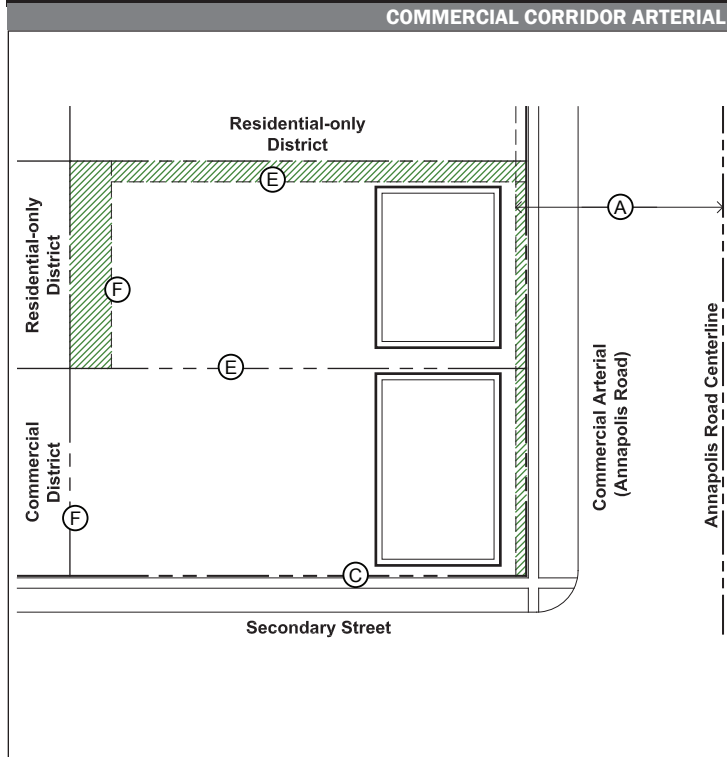 COMMERCIAL CORRIDOR ARTERIAL
Residential-only
District
E
A
Residential-only
District
F
E
Commercial Arterial
(Annapolis Road)
Annapolis Road Centerline
Commercial
District
F
C
Secondary Street